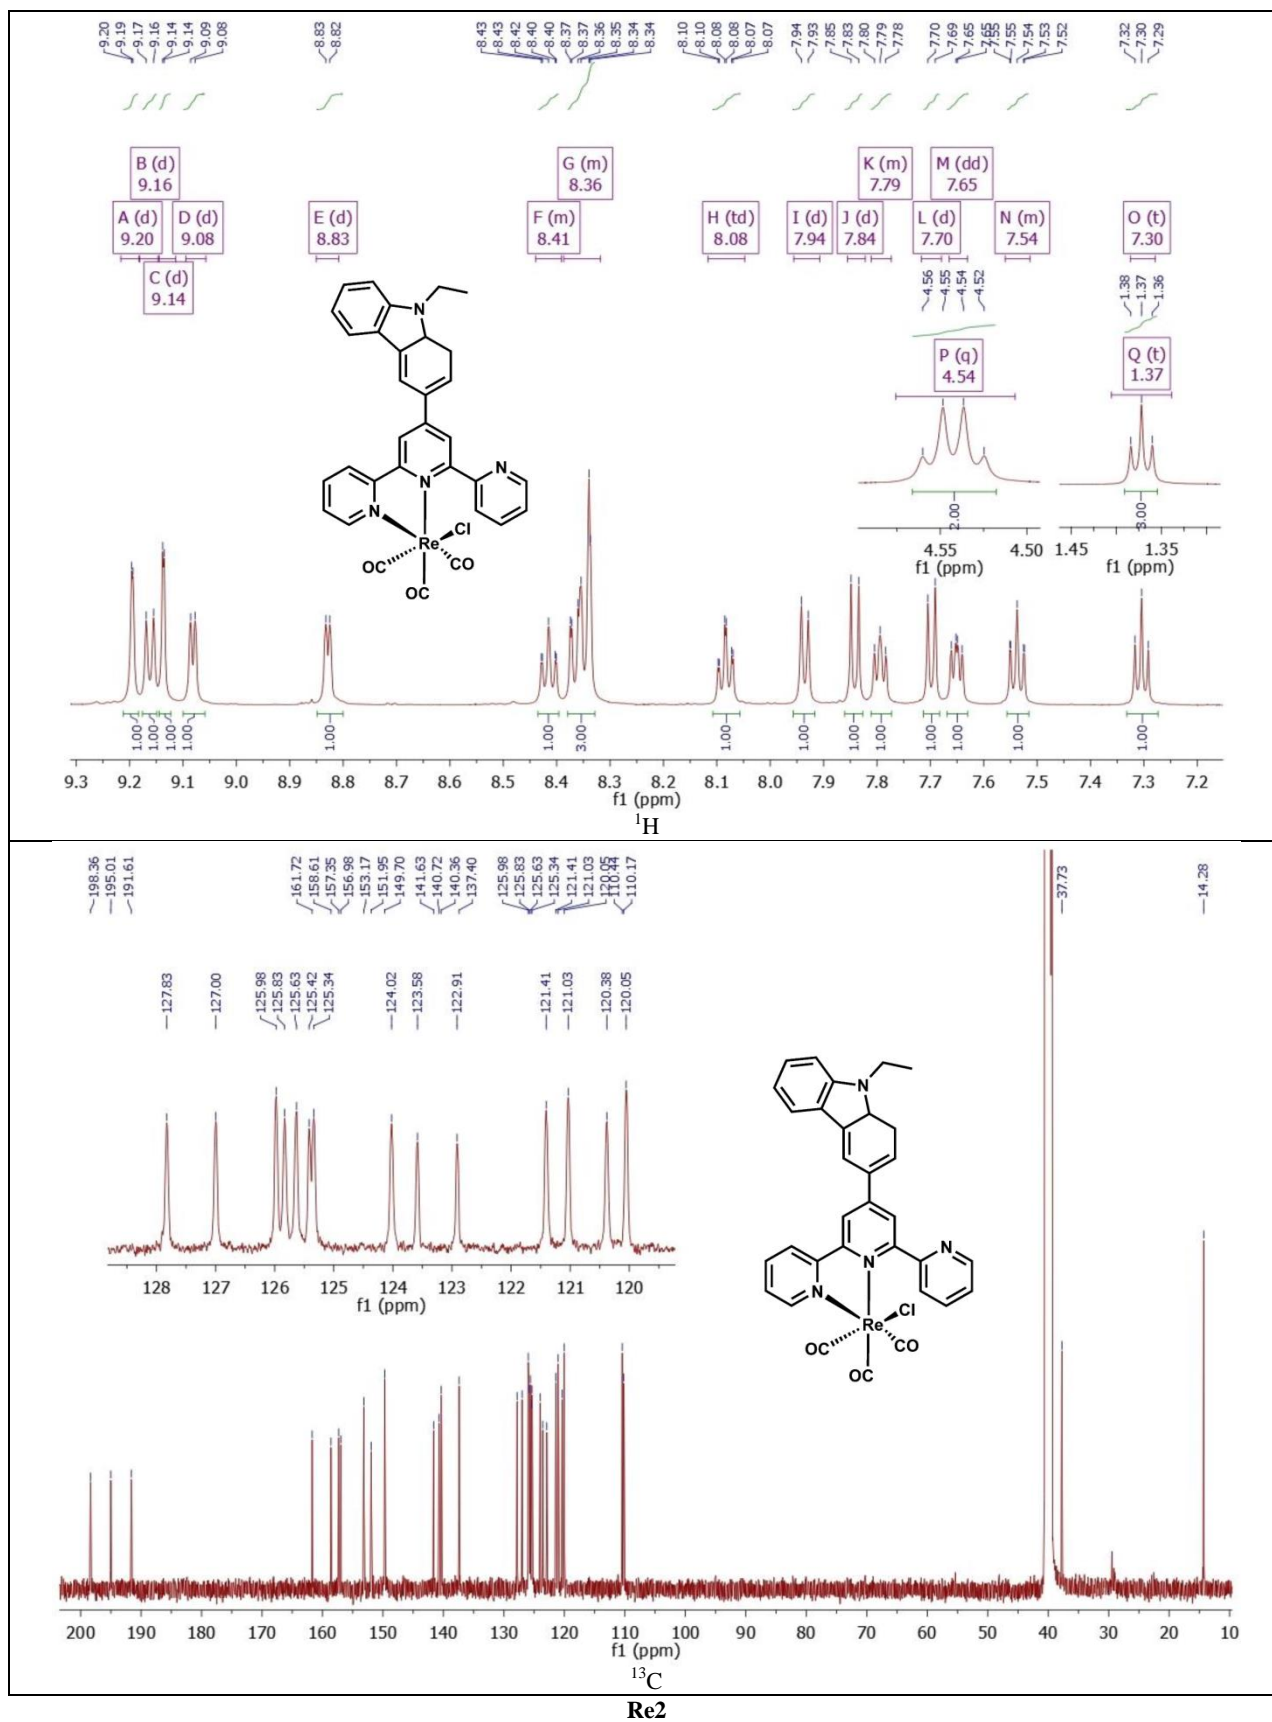 9.20 9.19 9.17 9.16 9.14 9.14 9.09 9.08 8.83 8.82 8.43 8.43 8.42 8.40 8.40 8.37 8.37 8.36 8.35 8.34 8.34 8.10 8.10 8.08 8.08 8.07 8.07 7.94 7.93 7.85 7.83 7.80 7.79 7.78 7.70 7.69 7.65 7.65 7.55 7.55 7.54 7.53 7.52 7.32 7.30 7.29
B (d) G (m) K (m) M (dd)
9.16 8.36 7.79 7.65
A (d) D (d) E (d) F (m) H (td) I (d) J (d) L (d) N (m) O (t)
9.20 9.08 8.83 8.41 8.08 7.94 7.84 7.70 7.54 7.30
C (d)
9.14
4.56 4.55 4.54 4.52 1.38 1.37 1.36
P (q) Q (t)
4.54 1.37
N
N
N
N
Cl
Re
OC CO
OC
2.00 3.00
4.55 4.50 1.45 1.35
f1 (ppm) f1 (ppm)
1.00 1.00 1.00 1.00 1.00 1.00 3.00 1.00 1.00 1.00 1.00 1.00 1.00 1.00 1.00
9.3 9.2 9.1 9.0 8.9 8.8 8.7 8.6 8.5 8.4 8.3 8.2 8.1 8.0 7.9 7.8 7.7 7.6 7.5 7.4 7.3 7.2
f1 (ppm)
1H
198.36 195.01 191.61 161.72 158.61 157.35 156.98 153.17 151.95 149.70 141.63 140.72 140.36 137.40 125.98 125.83 125.63 125.34 121.41 121.03 120.05 110.44 110.17 37.73 14.28
127.83 127.00 125.98 125.83 125.63 125.42 125.34 124.02 123.58 122.91 121.41 121.03 120.38 120.05
128 127 126 125 124 123 122 121 120
f1 (ppm)
N
N
N
N
Cl
Re
OC CO
OC
200 190 180 170 160 150 140 130 120 110 100 90 80 70 60 50 40 30 20 10
f1 (ppm)
13C
Re2